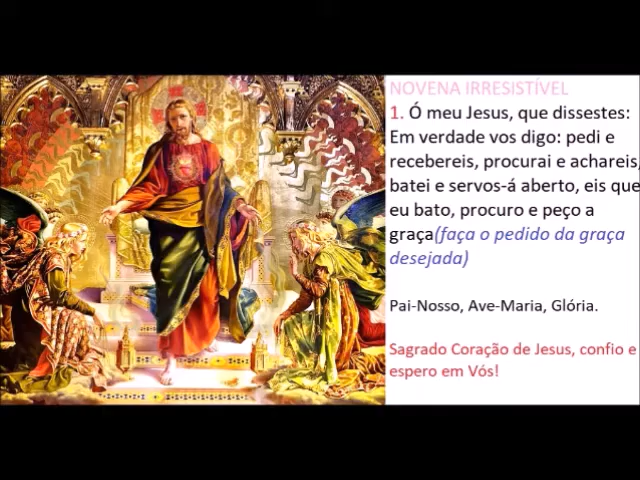 NOVENA IRRESISTÍVEL
1. Ó meu Jesus, que dissestes:
Em verdade vos digo: pedi e
recebereis, procurai e achareis,
batei e servos-á aberto, eis que
eu bato, procuro e peço a
graça(faça o pedido da graça
desejada)
Pai-Nosso, Ave-Maria, Glória.
Sagrado Coração de Jesus, confio e
espero em Vós!